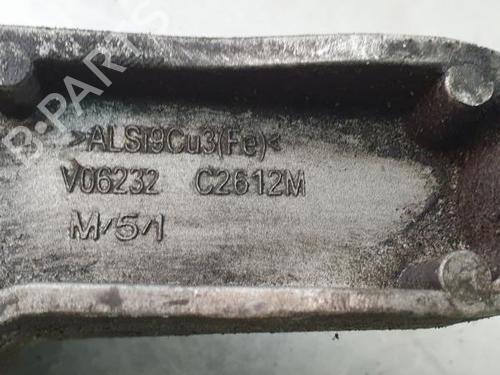 B-PARTS
>ALSI9Cu3(Fe)<
V06232 C2612M
M/5/1